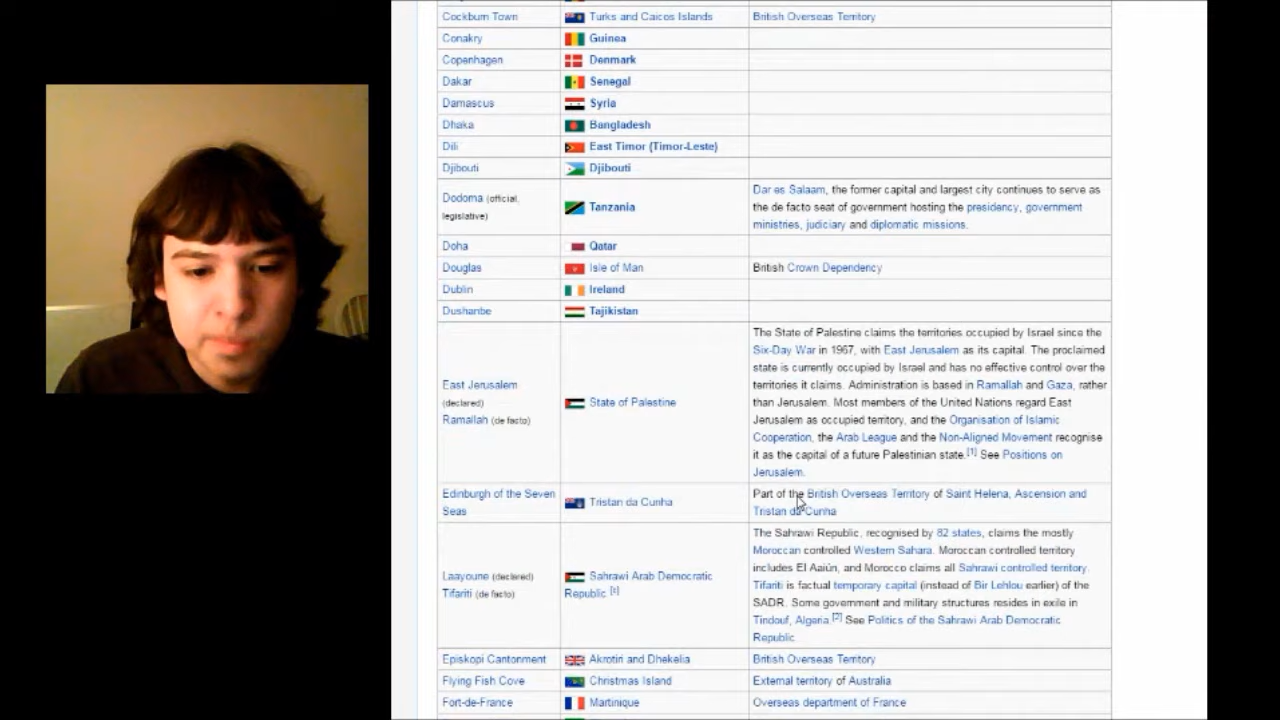 Cockburn Town Turks and Caicos Islands British Overseas Territory
Conakry Guinea
Copenhagen Denmark
Dakar Senegal
Damascus Syria
Dhaka Bangladesh
Dili East Timor (Timor-Leste)
Djibouti Djibouti
Dodoma (official, legislative) Tanzania
Dar es Salaam, the former capital and largest city continues to serve as
the de facto seat of government hosting the presidency, government
ministries, judiciary and diplomatic missions.
Doha Qatar
Douglas Isle of Man British Crown Dependency
Dublin Ireland
Dushanbe Tajikistan
East Jerusalem
(declared)
Ramallah (de facto)
State of Palestine
The State of Palestine claims the territories occupied by Israel since the
Six-Day War in 1967, with East Jerusalem as its capital. The proclaimed
state is currently occupied by Israel and has no effective control over the
territories it claims. Administration is based in Ramallah and Gaza, rather
than Jerusalem. Most members of the United Nations regard East
Jerusalem as occupied territory, and the Organisation of Islamic
Cooperation, the Arab League and the Non-Aligned Movement recognise
it as the capital of a future Palestinian state.[1] See Positions on
Jerusalem.
Edinburgh of the Seven
Seas
Tristan da Cunha
Part of the British Overseas Territory of Saint Helena, Ascension and
Tristan da Cunha
Laayoune (declared)
Tifariti (de facto)
Sahrawi Arab Democratic
Republic [c]
The Sahrawi Republic, recognised by 82 states, claims the mostly
Moroccan controlled Western Sahara. Moroccan controlled territory
includes El Aaiún, and Morocco claims all Sahrawi controlled territory.
Tifariti is factual temporary capital (instead of Bir Lehlou earlier) of the
SADR. Some government and military structures resides in exile in
Tindouf, Algeria.[2] See Politics of the Sahrawi Arab Democratic
Republic
Episkopi Cantonment Akrotiri and Dhekelia British Overseas Territory
Flying Fish Cove Christmas Island External territory of Australia
Fort-de-France Martinique Overseas department of France